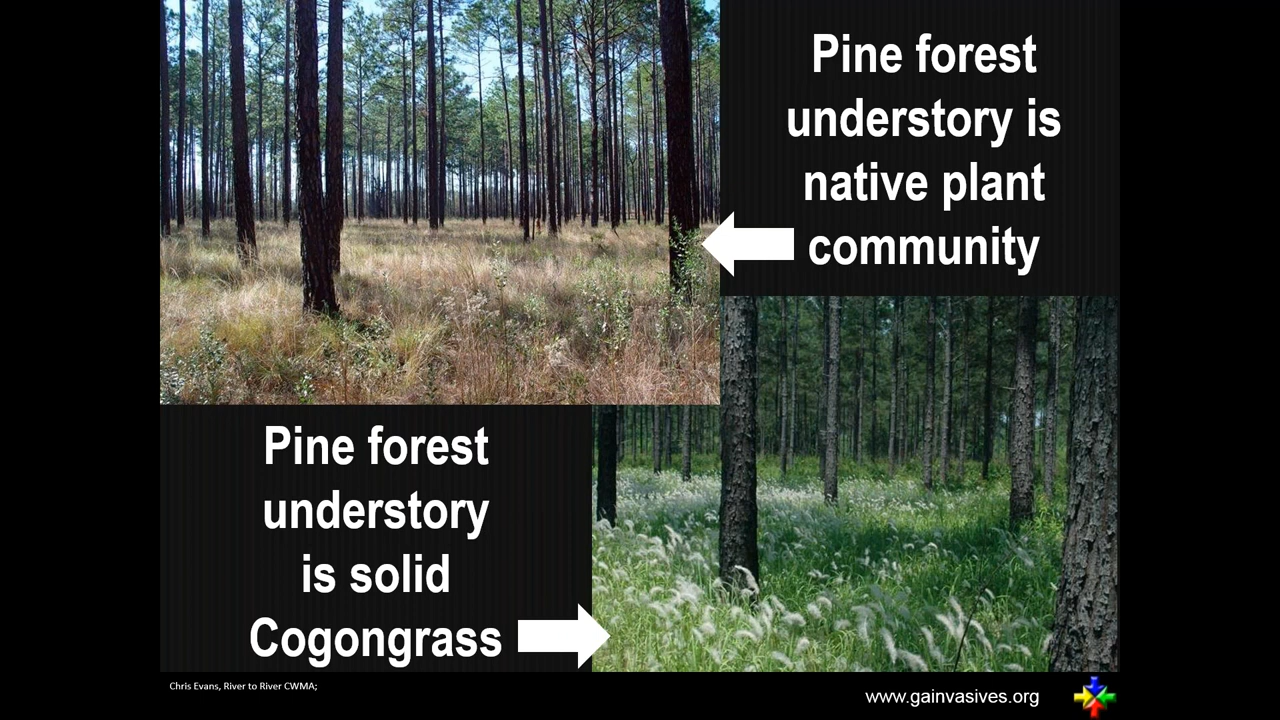 Pine forest
understory is
native plant
community
Pine forest
understory
is solid
Cogongrass
Chris Evans, River to River CWMA;
www.gainvasives.org